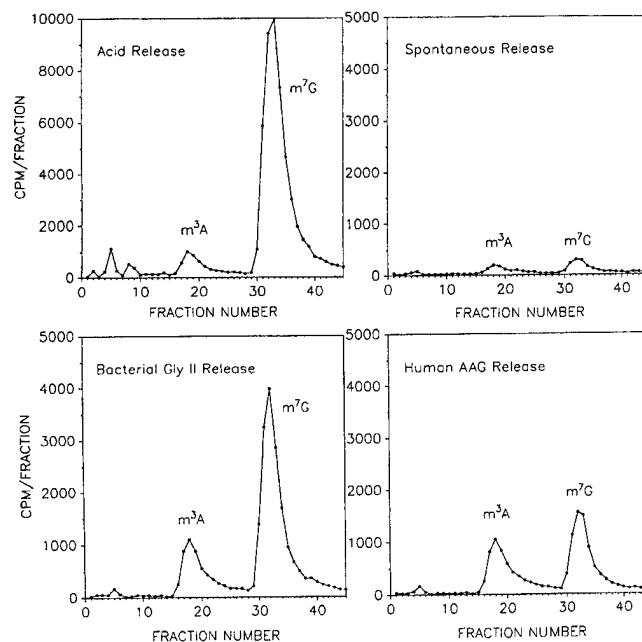 Acid Release
10000
8000
6000
4000
2000
0
CPM/FRACTION
m³A
m⁷G
0 10 20 30 40
FRACTION NUMBER
Spontaneous Release
5000
4000
3000
2000
1000
0
m³A
m⁷G
0 10 20 30 40
FRACTION NUMBER
Bacterial Gly II Release
5000
4000
3000
2000
1000
0
CPM/FRACTION
m³A
m⁷G
0 10 20 30 40
FRACTION NUMBER
Human AAG Release
5000
4000
3000
2000
1000
0
m³A
m⁷G
0 10 20 30 40
FRACTION NUMBER